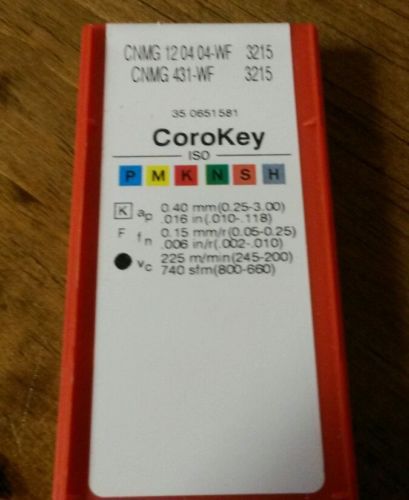 CNMG 12 04 04-WF 3215
CNMG 431-WF 3215
35 0651581
CoroKey
ISO
P M K N S H
K ap 0.40 mm(0.25-3.00)
.016 in(.010-.118)
F fn 0.15 mm/r(0.05-0.25)
.006 in/r(.002-.010)
vc 225 m/min(245-200)
740 sfm(800-660)